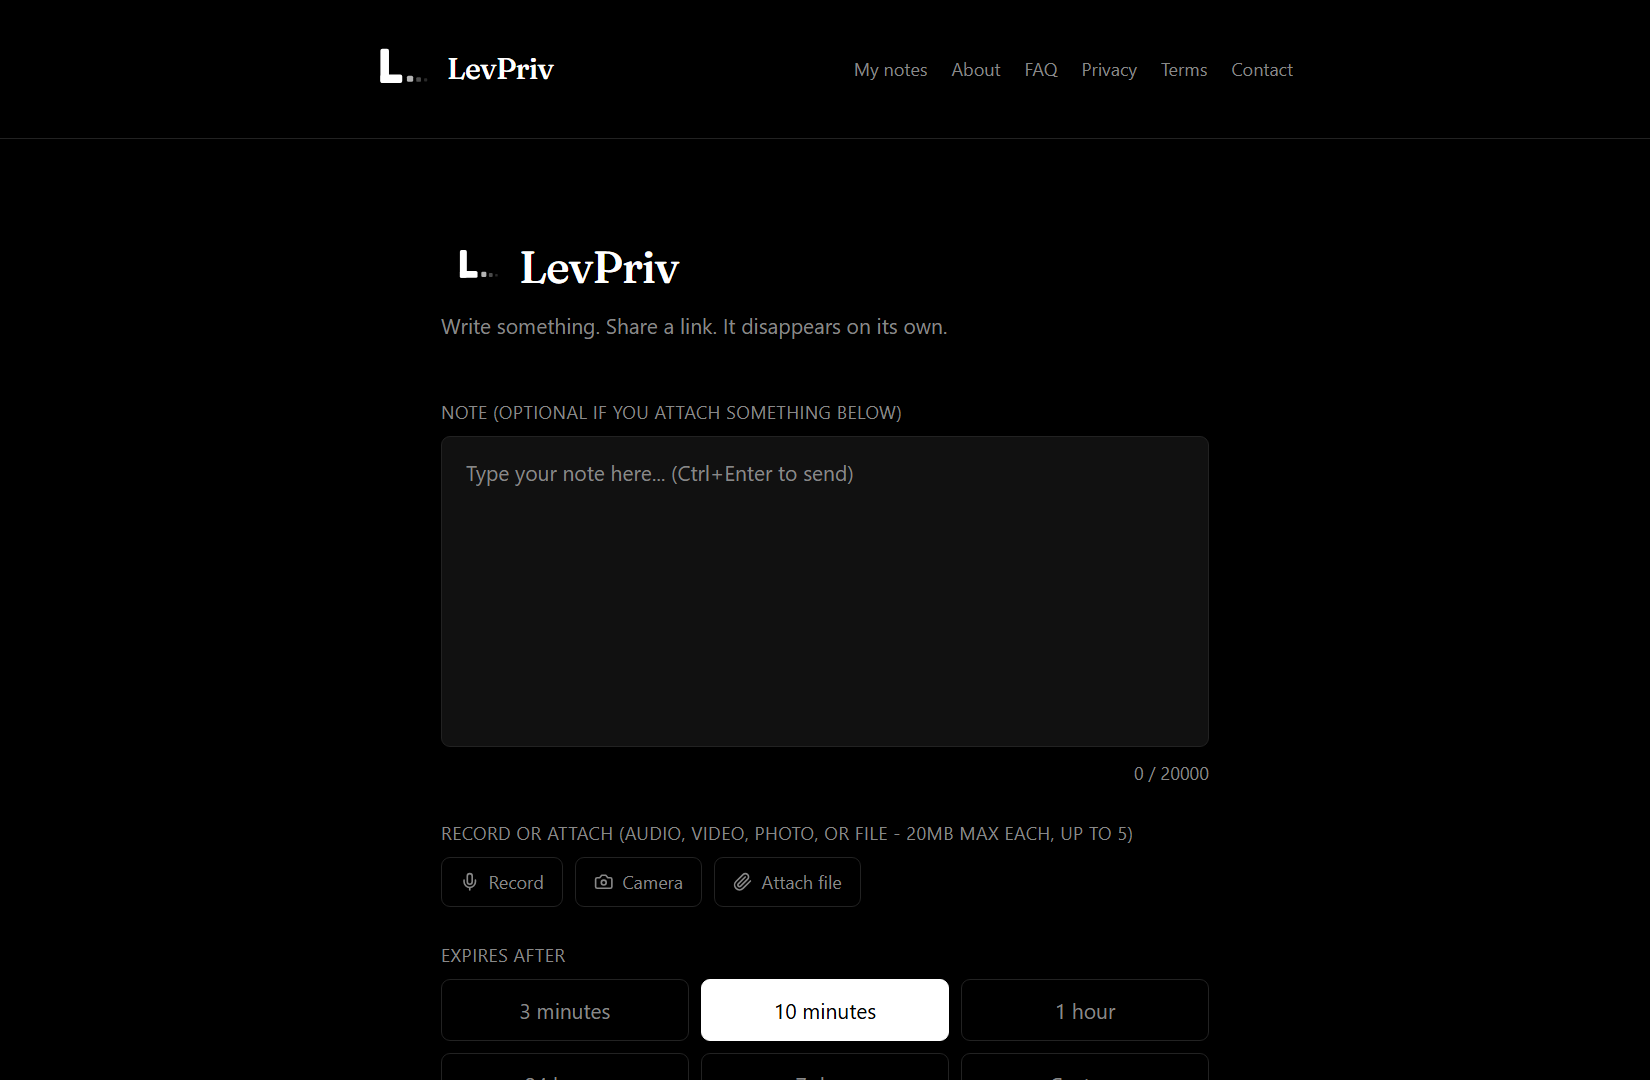 L...
LevPriv
My notes
About
FAQ
Privacy
Terms
Contact
L...
LevPriv
Write something. Share a link. It disappears on its own.
NOTE (OPTIONAL IF YOU ATTACH SOMETHING BELOW)
Type your note here... (Ctrl+Enter to send)
0 / 20000
RECORD OR ATTACH (AUDIO, VIDEO, PHOTO, OR FILE - 20MB MAX EACH, UP TO 5)
Record
Camera
Attach file
EXPIRES AFTER
3 minutes
10 minutes
1 hour